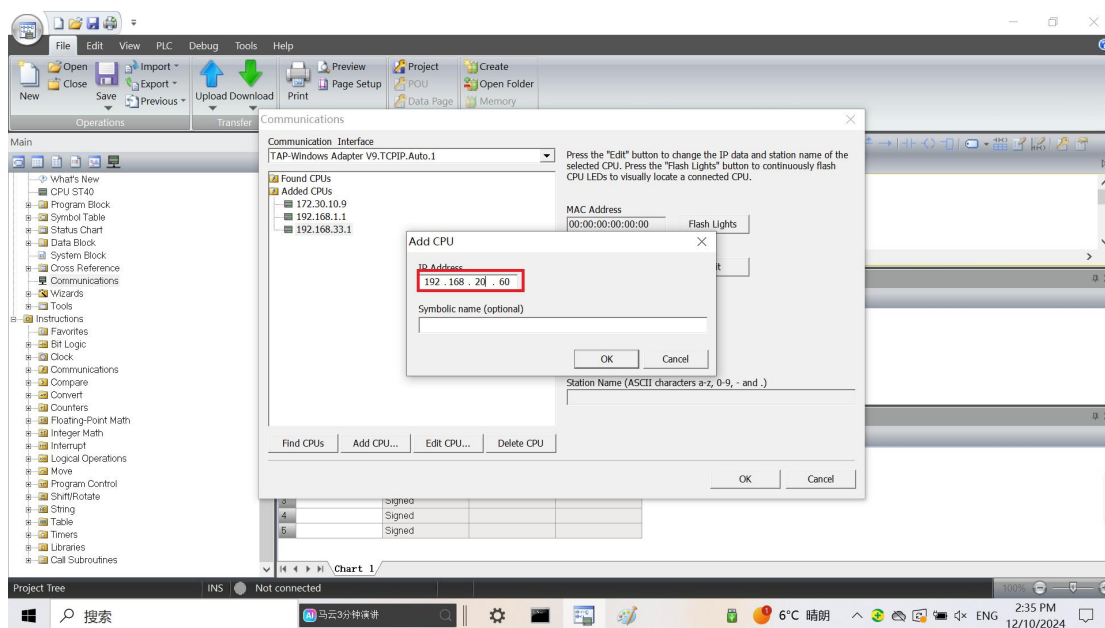 File Edit View PLC Debug Tools Help
New
Open
Close
Save
Import
Export
Previous
Upload Download
Print
Preview
Page Setup
Project
POU
Data Page
Create
Open Folder
Memory
Operations
Transfer
Main
What's New
CPU ST40
Program Block
Symbol Table
Status Chart
Data Block
System Block
Cross Reference
Communications
Wizards
Tools
Instructions
Favorites
Bit Logic
Clock
Communications
Compare
Convert
Counters
Floating-Point Math
Integer Math
Interrupt
Logical Operations
Move
Program Control
Shift/Rotate
String
Table
Timers
Libraries
Call Subroutines
Communications
Communication Interface
TAP-Windows Adapter V9.TCPIP.Auto.1
Found CPUs
Added CPUs
172.30.10.9
192.168.1.1
192.168.33.1
Press the "Edit" button to change the IP data and station name of the
selected CPU. Press the "Flash Lights" button to continuously flash
CPU LEDs to visually locate a connected CPU.
MAC Address
00:00:00:00:00:00 Flash Lights
Add CPU
IP Address
192 . 168 . 20 . 60
Symbolic name (optional)
OK Cancel
Station Name (ASCII characters a-z, 0-9, - and .)
Find CPUs Add CPU... Edit CPU... Delete CPU
OK Cancel
3 Signed
4 Signed
5 Signed
Chart 1
Project Tree INS Not connected 100%
搜索
AI 马云3分钟演讲
6°C 晴朗
ENG
2:35 PM
12/10/2024